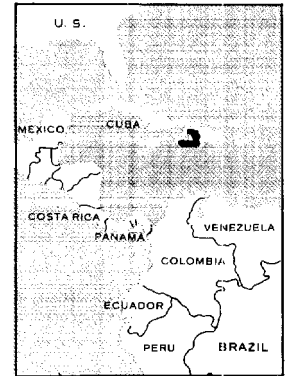 U. S.
MEXICO
CUBA
COSTA RICA
PANAMA
VENEZUELA
COLOMBIA
ECUADOR
PERU
BRAZIL